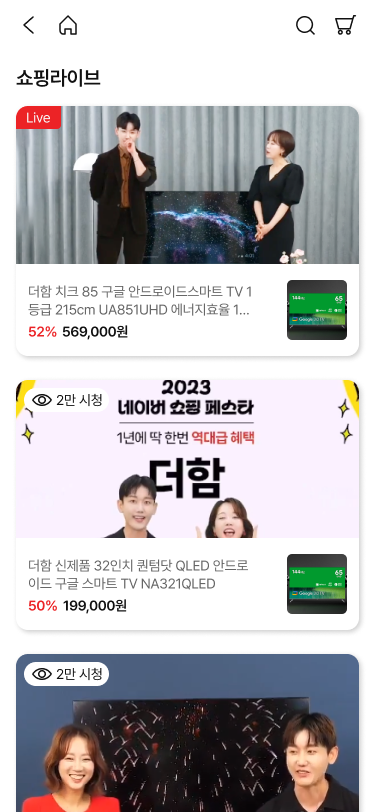 쇼핑라이브
Live
더함 치크 85 구글 안드로이드스마트 TV 1
등급 215cm UA851UHD 에너지효율 1...
52% 569,000원
2만 시청
2023
네이버 쇼핑 페스타
1년에 딱 한번 역대급 혜택
더함
더함 신제품 32인치 퀀텀닷 QLED 안드로
이드 구글 스마트 TV NA321QLED
50% 199,000원
2만 시청